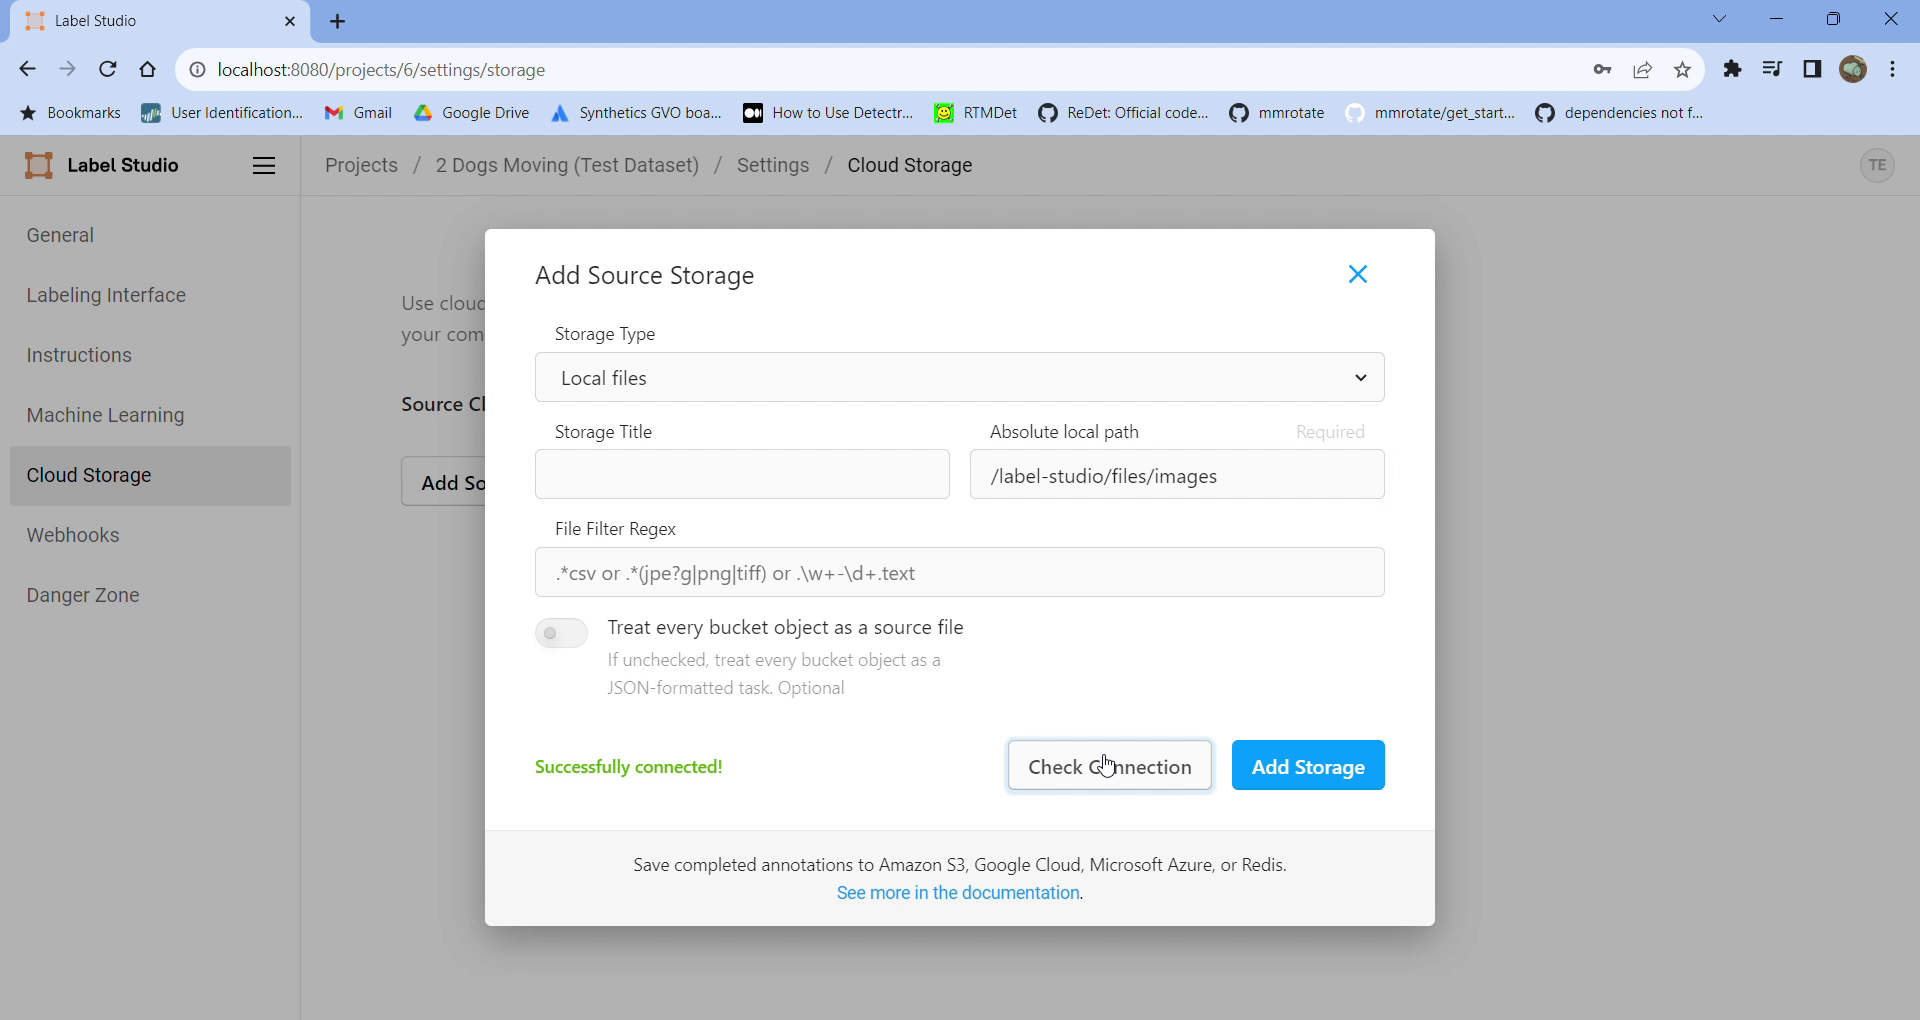 Label Studio
localhost:8080/projects/6/settings/storage
Bookmarks User Identification... Gmail Google Drive Synthetics GVO boa... How to Use Detectr... RTMDet ReDet: Official code... mmrotate mmrotate/get_start... dependencies not f...
Label Studio
Projects / 2 Dogs Moving (Test Dataset) / Settings / Cloud Storage
TE
General
Labeling Interface
Instructions
Machine Learning
Cloud Storage
Webhooks
Danger Zone
Use cloud
your com
Source Cl
Add So
Add Source Storage
Storage Type
Local files
Storage Title
Absolute local path Required
/label-studio/files/images
File Filter Regex
.*csv or .*(jpe?g|png|tiff) or .\w+-\d+.text
Treat every bucket object as a source file
If unchecked, treat every bucket object as a
JSON-formatted task. Optional
Successfully connected!
Check Connection
Add Storage
Save completed annotations to Amazon S3, Google Cloud, Microsoft Azure, or Redis.
See more in the documentation.